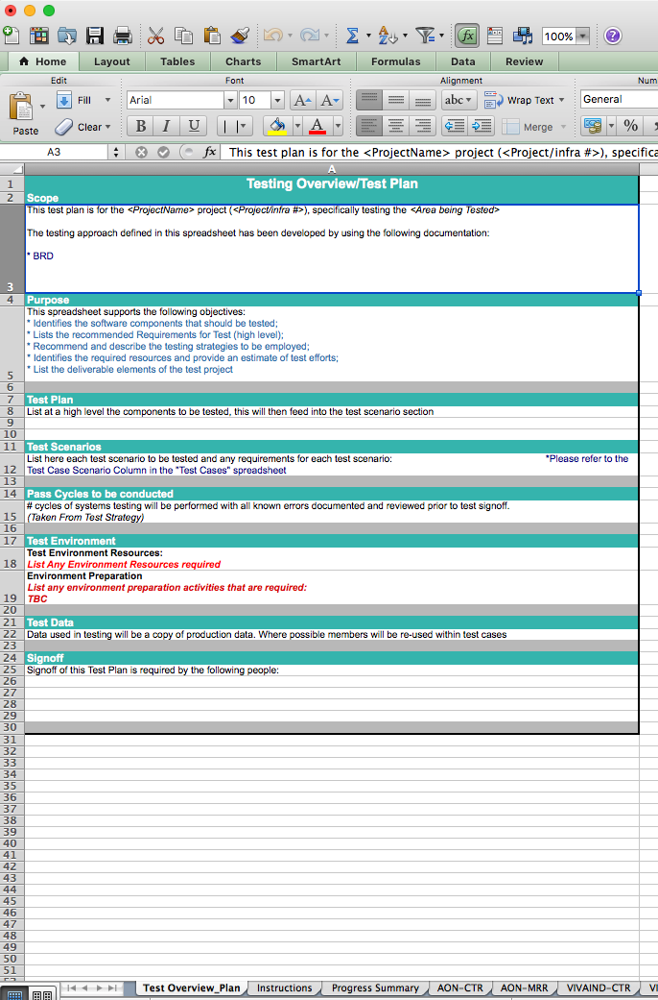 100%
Home Layout Tables Charts SmartArt Formulas Data Review
Edit Font Alignment Num
Fill Arial 10 A A abc Wrap Text General
Paste Clear B I U A Merge %
A3 fx This test plan is for the <ProjectName> project (<Project/infra #>), specifica
A
1 Testing Overview/Test Plan
2 Scope
This test plan is for the <ProjectName> project (<Project/infra #>), specifically testing the <Area being Tested>
The testing approach defined in this spreadsheet has been developed by using the following documentation:
* BRD
3
4 Purpose
This spreadsheet supports the following objectives:
* Identifies the software components that should be tested;
* Lists the recommended Requirements for Test (high level);
* Recommend and describe the testing strategies to be employed;
* Identifies the required resources and provide an estimate of test efforts;
5 * List the deliverable elements of the test project
6
7 Test Plan
8 List at a high level the components to be tested, this will then feed into the test scenario section
9
10
11 Test Scenarios
List here each test scenario to be tested and any requirements for each test scenario: *Please refer to the
12 Test Case Scenario Column in the "Test Cases" spreadsheet
13
14 Pass Cycles to be conducted
# cycles of systems testing will be performed with all known errors documented and reviewed prior to test signoff.
15 (Taken From Test Strategy)
16
17 Test Environment
Test Environment Resources:
18 List Any Environment Resources required
Environment Preparation
List any environment preparation activities that are required:
19 TBC
20
21 Test Data
22 Data used in testing will be a copy of production data. Where possible members will be re-used within test cases
23
24 Signoff
25 Signoff of this Test Plan is required by the following people:
26
27
28
29
30
31
32
33
34
35
36
37
38
39
40
41
42
43
44
45
46
47
48
49
50
51
Test Overview_Plan Instructions Progress Summary AON-CTR AON-MRR VIVAIND-CTR VI